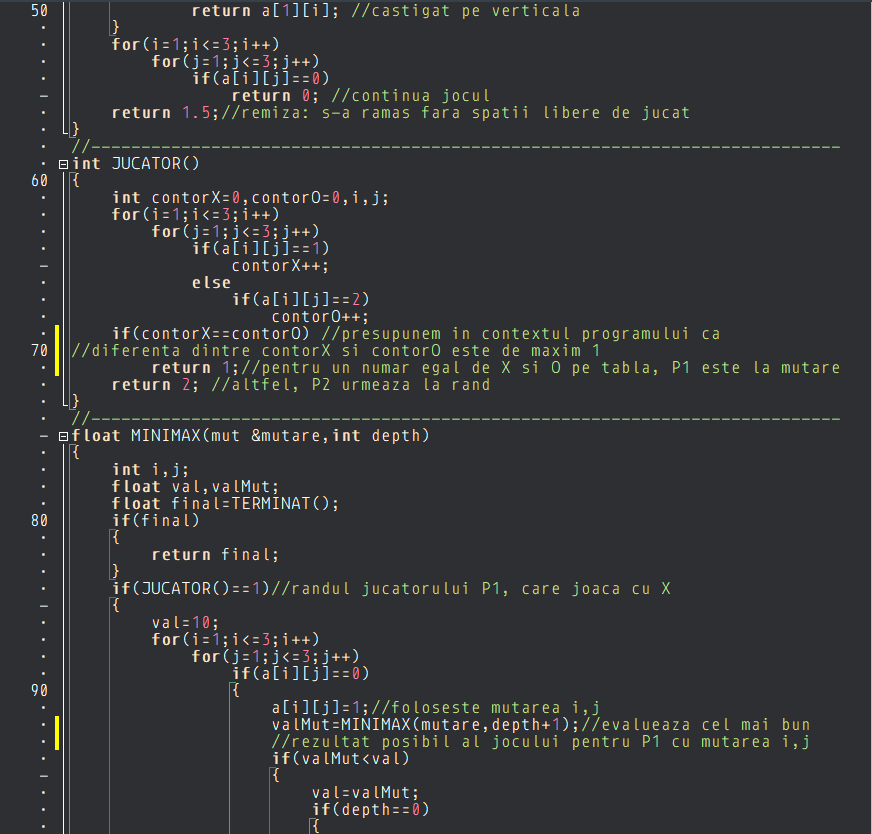 50 return a[1][i]; //castigat pe verticala
}
for(i=1;i<=3;i++)
for(j=1;j<=3;j++)
if(a[i][j]==0)
return 0; //continua jocul
return 1.5;//remiza: s-a ramas fara spatii libere de jucat
}
//---------------------------------------------------------------------------
int JUCATOR()
60 {
int contorX=0,contorO=0,i,j;
for(i=1;i<=3;i++)
for(j=1;j<=3;j++)
if(a[i][j]==1)
contorX++;
else
if(a[i][j]==2)
contorO++;
if(contorX==contorO) //presupunem in contextul programului ca
70 //diferenta dintre contorX si contorO este de maxim 1
return 1;//pentru un numar egal de X si O pe tabla, P1 este la mutare
return 2; //altfel, P2 urmeaza la rand
}
//---------------------------------------------------------------------------
float MINIMAX(mut &mutare,int depth)
{
int i,j;
float val,valMut;
float final=TERMINAT();
80 if(final)
{
return final;
}
if(JUCATOR()==1)//randul jucatorului P1, care joaca cu X
{
val=10;
for(i=1;i<=3;i++)
for(j=1;j<=3;j++)
if(a[i][j]==0)
90 {
a[i][j]=1;//foloseste mutarea i,j
valMut=MINIMAX(mutare,depth+1);//evalueaza cel mai bun
//rezultat posibil al jocului pentru P1 cu mutarea i,j
if(valMut<val)
{
val=valMut;
if(depth==0)
{